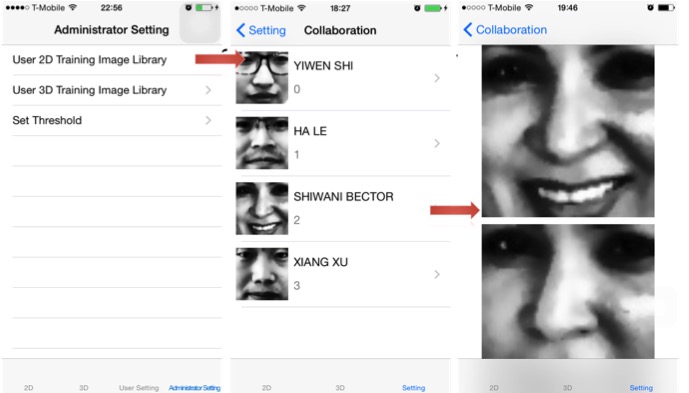 T-Mobile 22:56
Administrator Setting
User 2D Training Image Library
User 3D Training Image Library
Set Threshold
2D 3D User Setting Administrator Setting
T-Mobile 18:27
Setting Collaboration
YIWEN SHI
0
HA LE
1
SHIWANI BECTOR
2
XIANG XU
3
2D 3D Setting
T-Mobile 19:46
Collaboration
2D 3D Setting